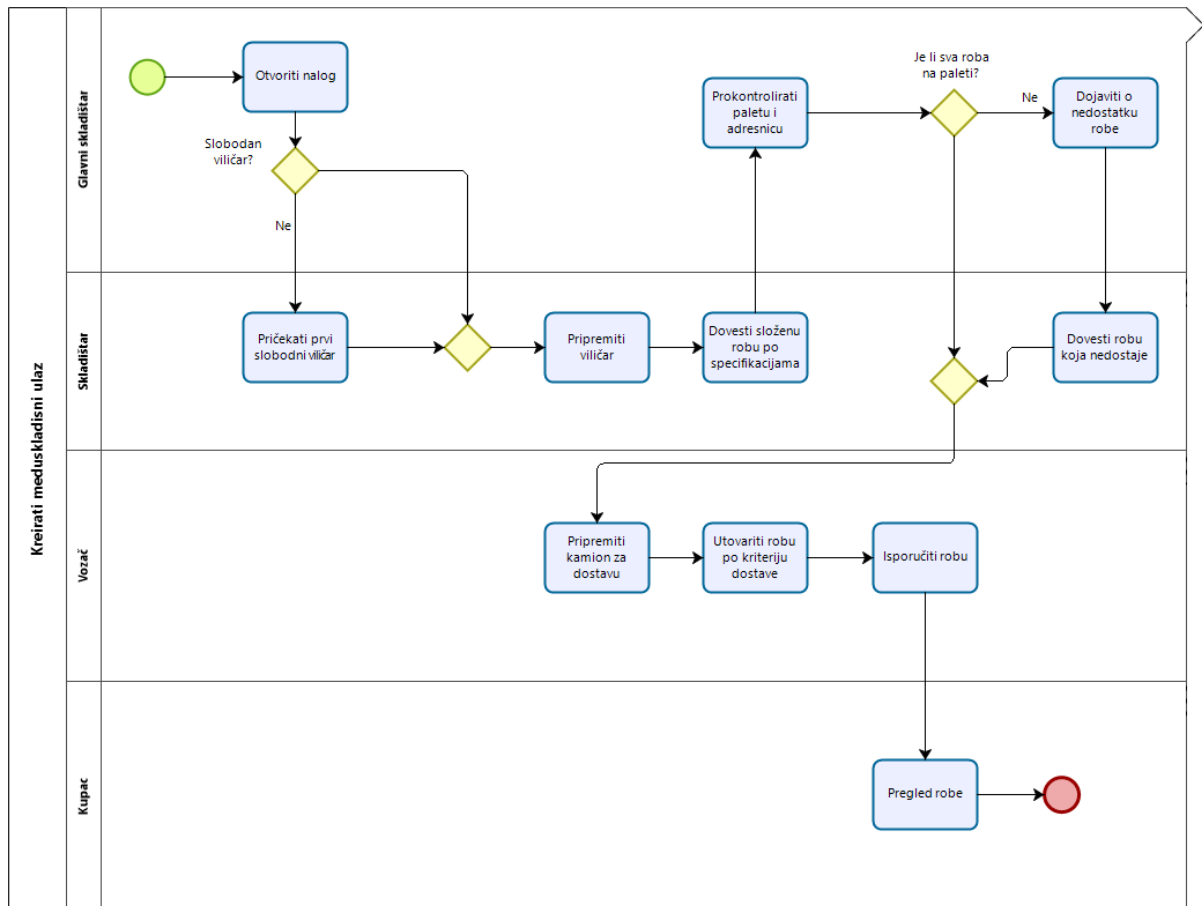 Kreirati meduskladisni ulaz
Glavni skladištar
Otvoriti nalog
Slobodan
viličar?
Ne
Prokontrolirati
paletu i
adresnicu
Je li sva roba
na paleti?
Ne
Dojaviti o
nedostatku
robe
Skladištar
Pričekati prvi
slobodni viličar
Pripremiti
viličar
Dovesti složenu
robu po
specifikacijama
Dovesti robu
koja nedostaje
Vozač
Pripremiti
kamion za
dostavu
Utovariti robu
po kriteriju
dostave
Isporučiti robu
Kupac
Pregled robe